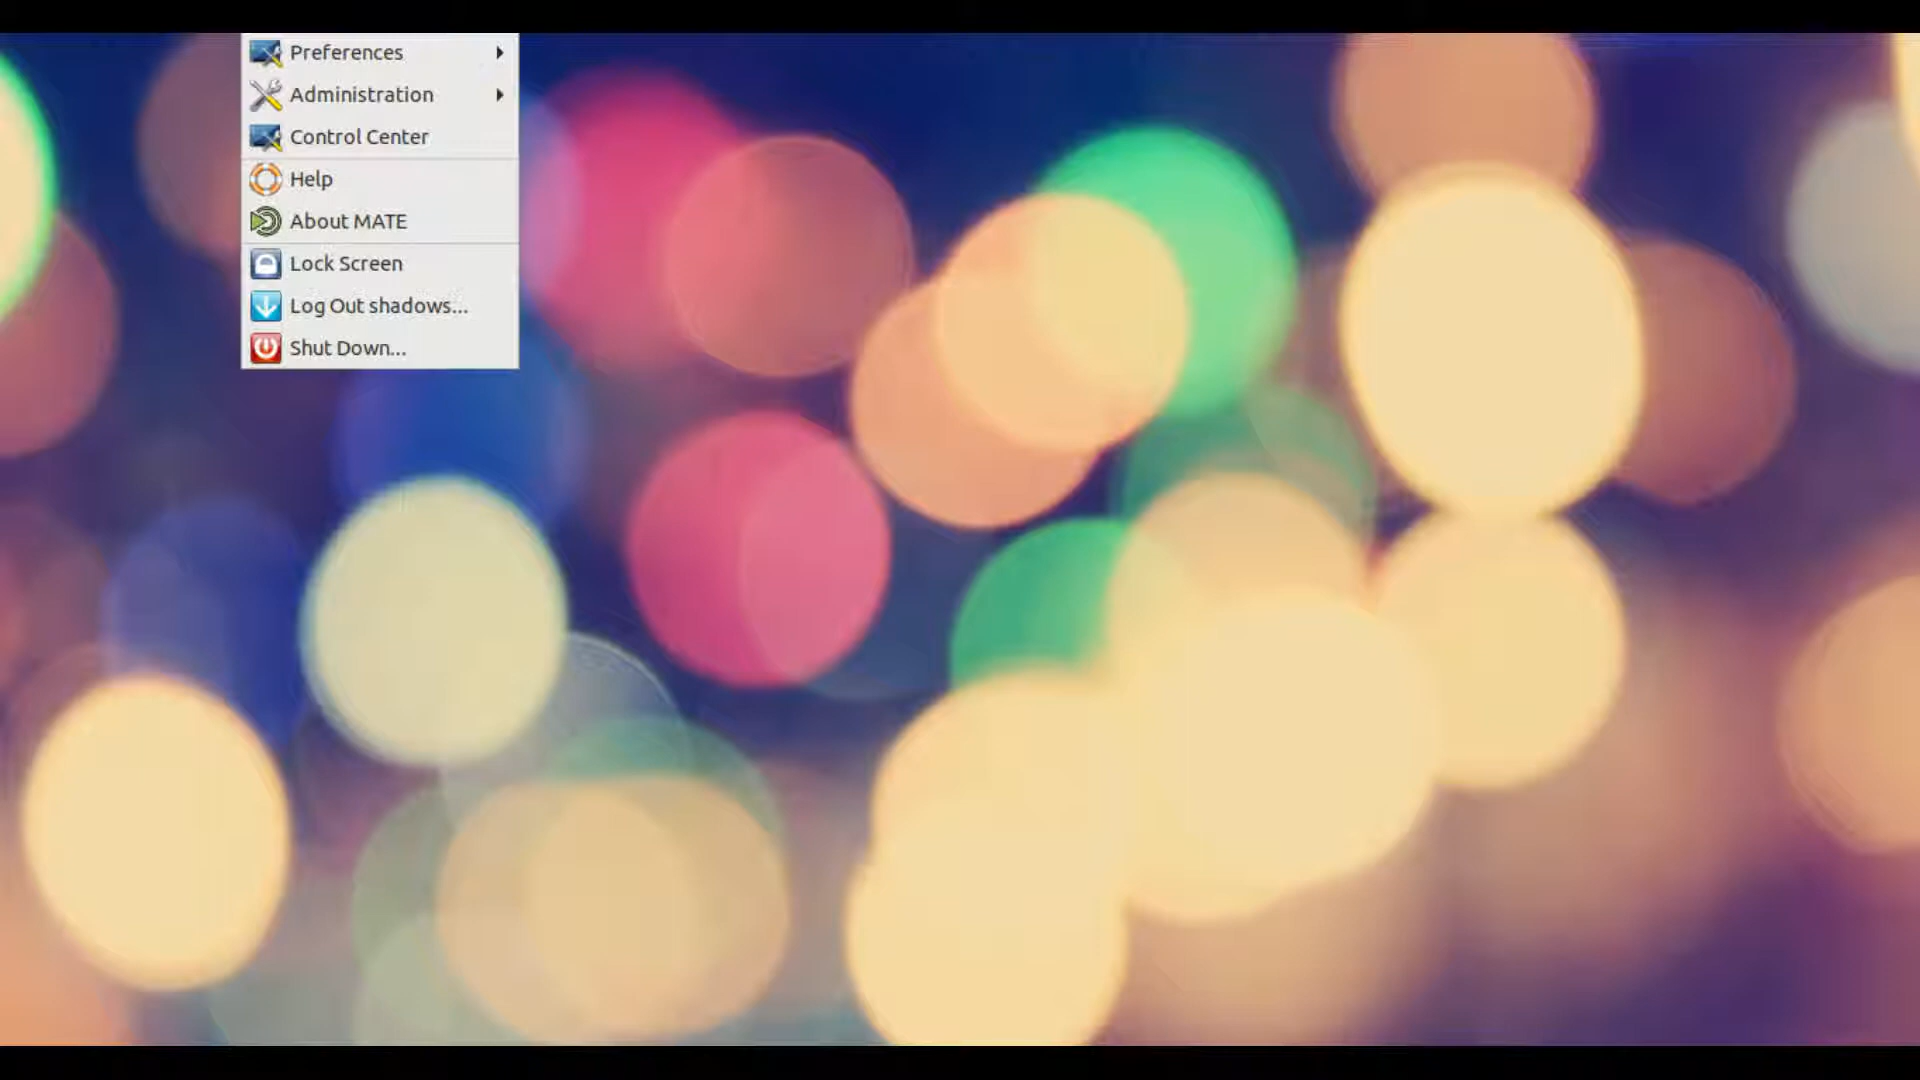 Preferences
Administration
Control Center
Help
About MATE
Lock Screen
Log Out shadows...
Shut Down...